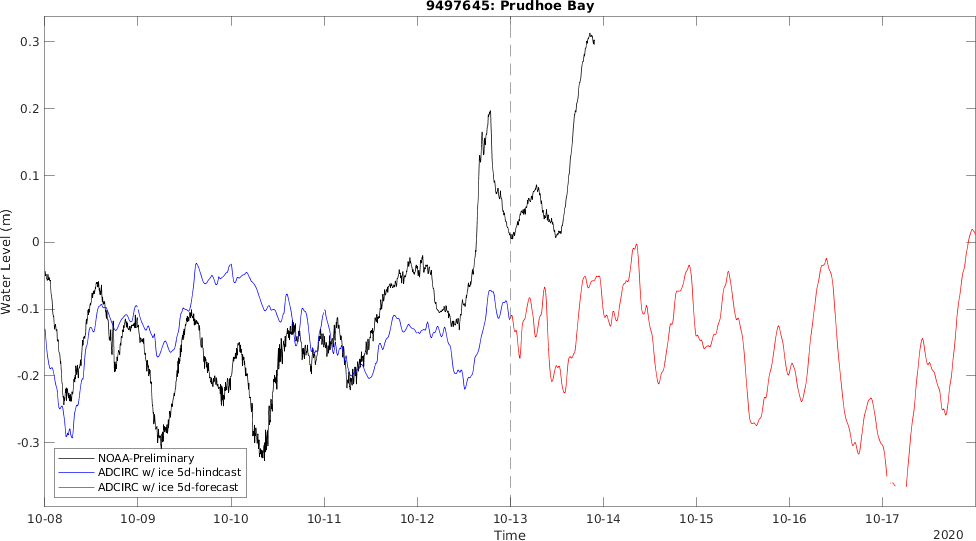 9497645: Prudhoe Bay
0.3
0.2
0.1
0
-0.1
-0.2
-0.3
Water Level (m)
NOAA-Preliminary
ADCIRC w/ ice 5d-hindcast
ADCIRC w/ ice 5d-forecast
10-08 10-09 10-10 10-11 10-12 10-13 10-14 10-15 10-16 10-17
Time
2020